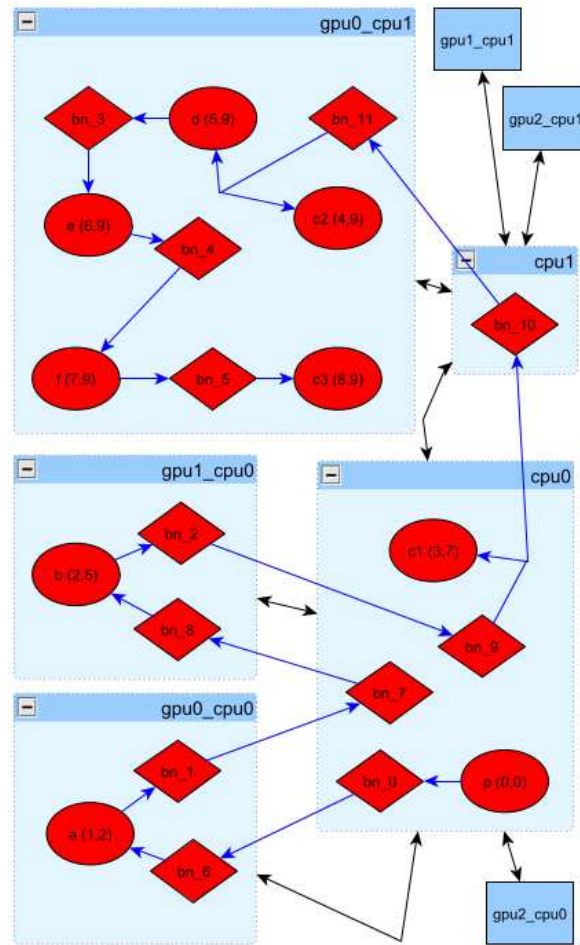 gpu0_cpu1
gpu1_cpu1
gpu2_cpu1
bn_3
d (5,9)
bn_11
e (6,9)
bn_4
c2 (4,9)
cpu1
bn_10
f (7,9)
bn_5
c3 (8,9)
gpu1_cpu0
cpu0
bn_2
b (2,5)
bn_8
c1 (3,7)
bn_9
bn_7
gpu0_cpu0
bn_1
bn_0
p (0,0)
a (1,2)
bn_6
gpu2_cpu0